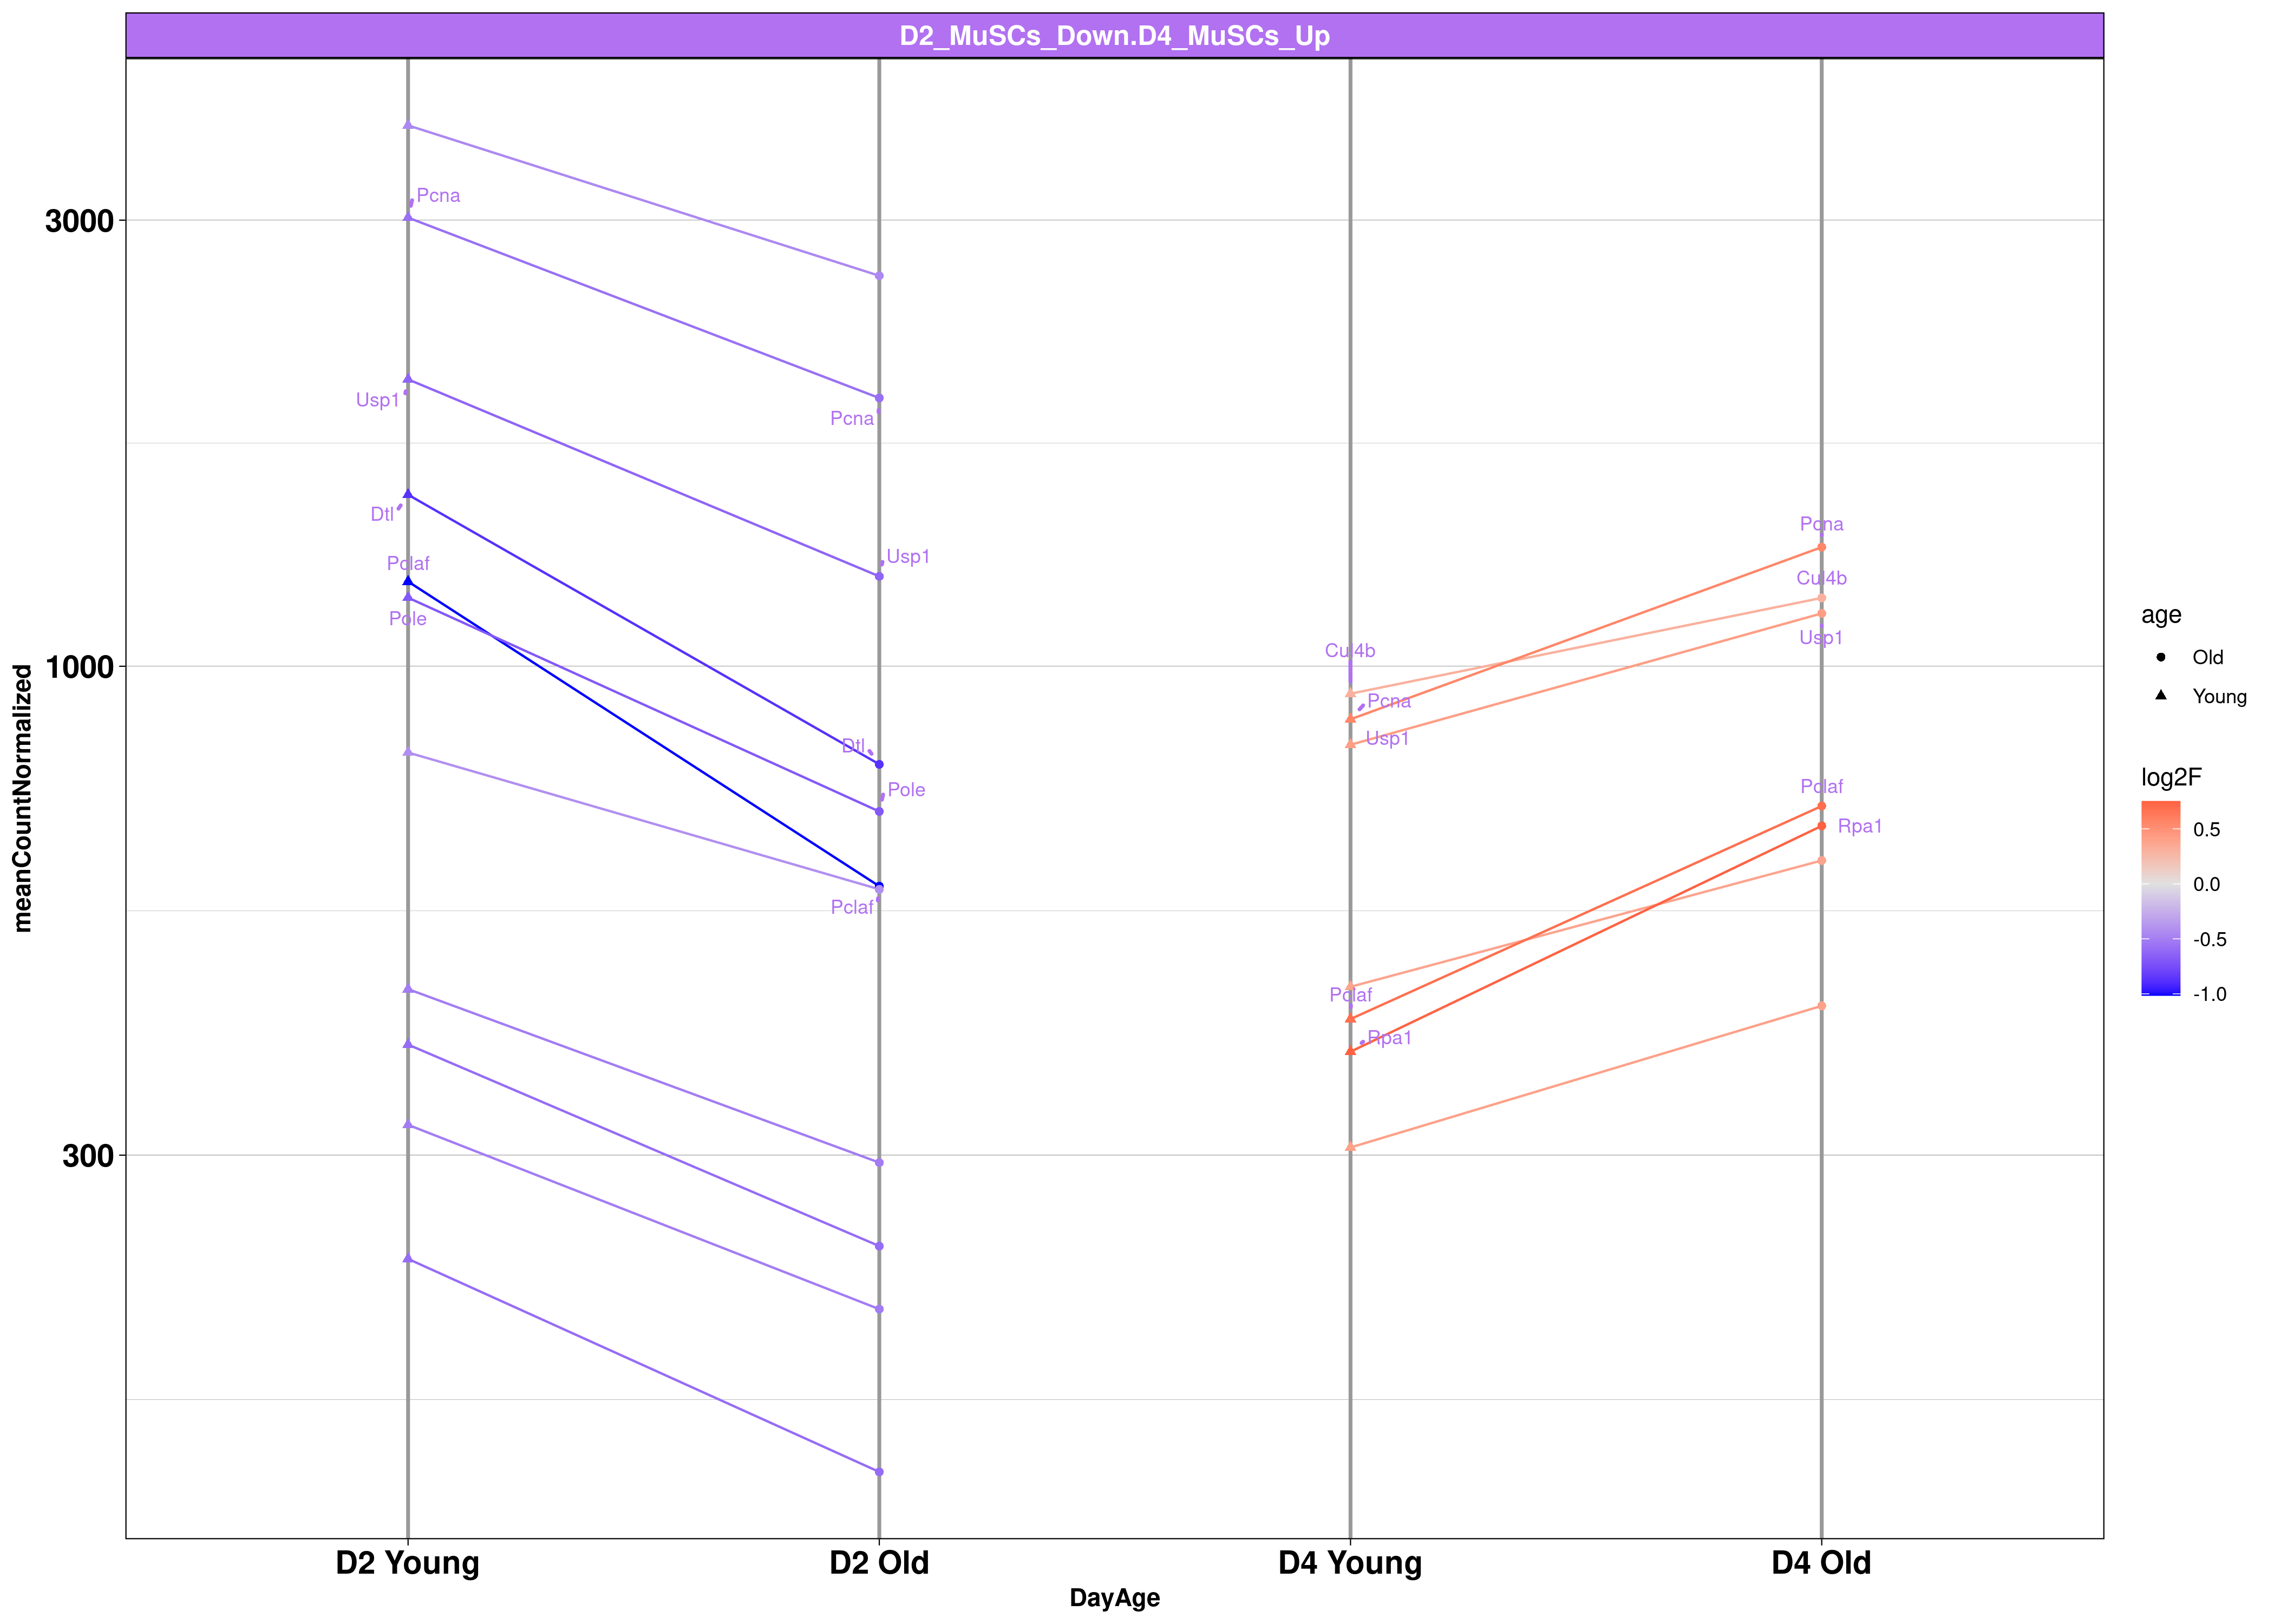 D2_MuSCs_Down.D4_MuSCs_Up
meanCountNormalized
3000
1000
300
Pcna
Usp1
Pcna
Dtl
Pclaf
Pole
Usp1
Dtl
Pole
Pclaf
Cul4b
Pcna
Usp1
Pclaf
Rpa1
Pcna
Cul4b
Usp1
Pclaf
Rpa1
D2 Young
D2 Old
D4 Young
D4 Old
DayAge
age
Old
Young
log2F
0.5
0.0
-0.5
-1.0